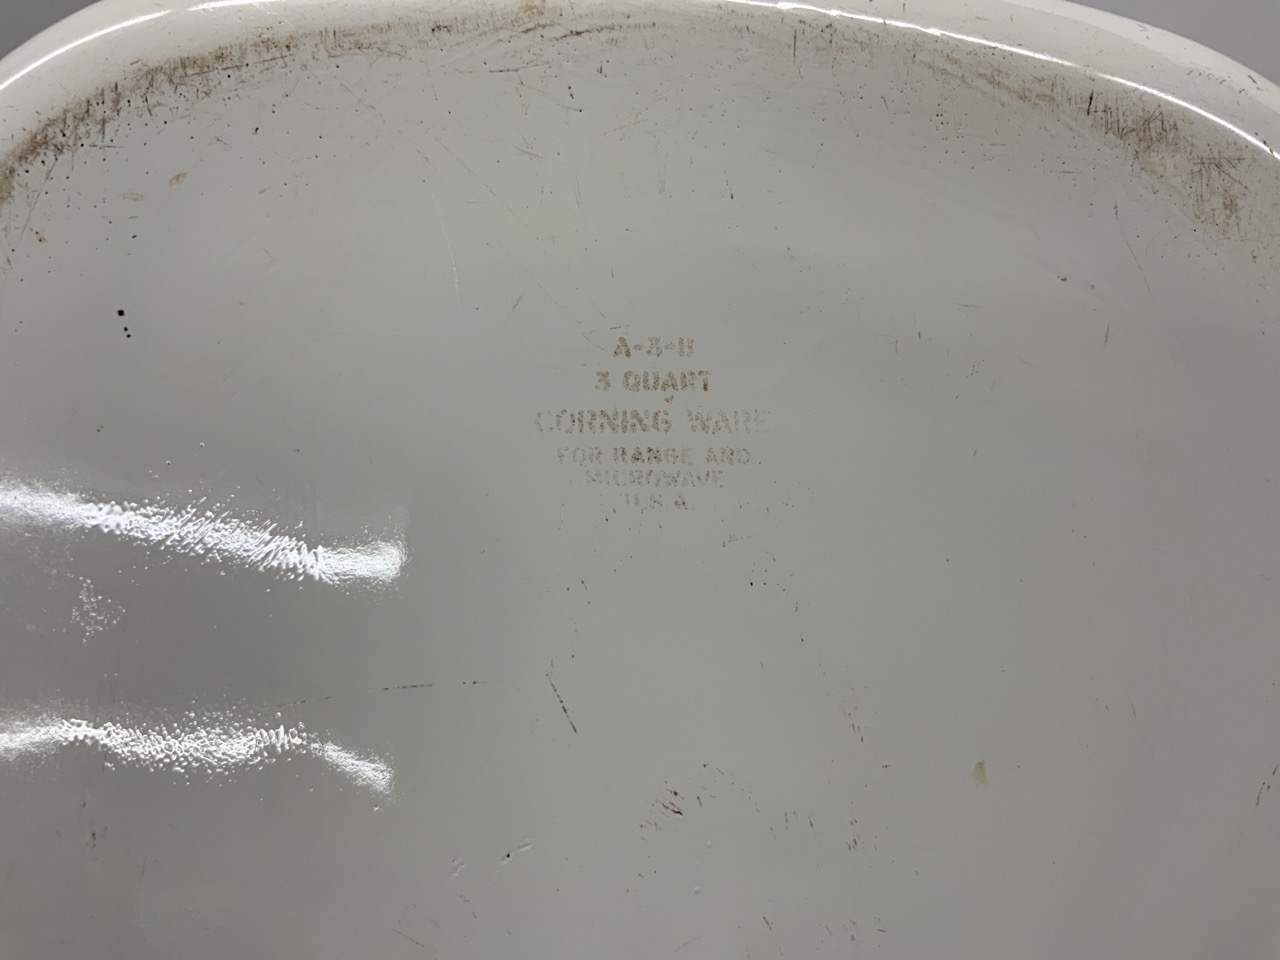 A-3-B
3 QUART
CORNING WARE
FOR RANGE AND
MICROWAVE
U.S.A.